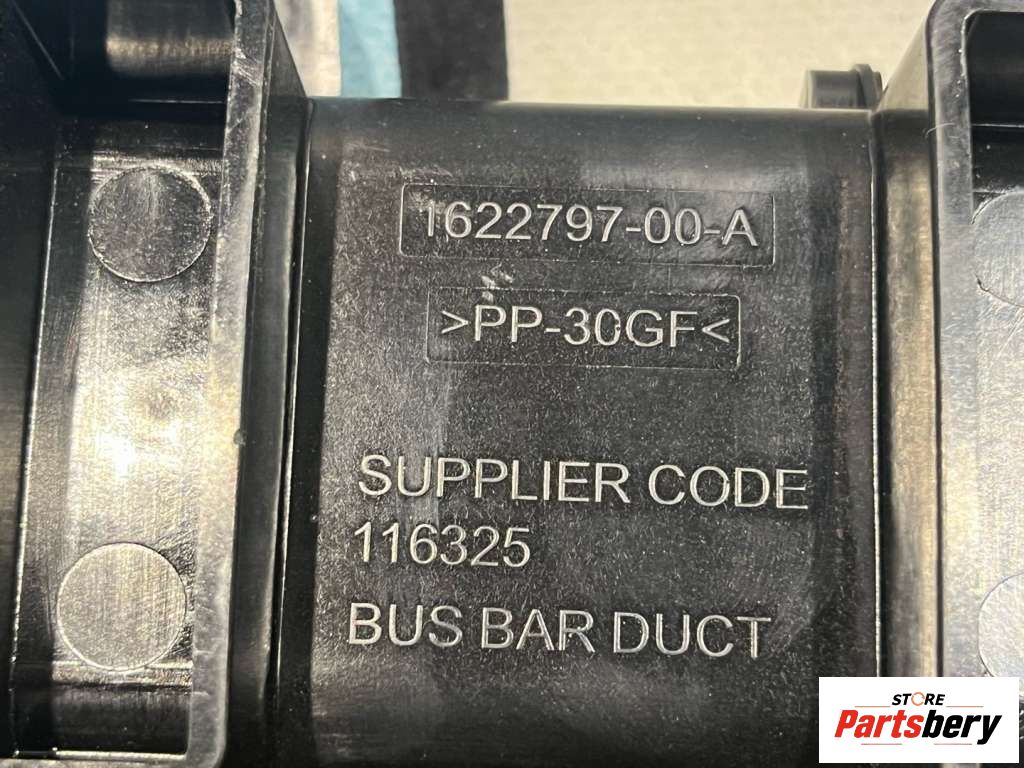 1622797-00-A
>PP-30GF<
SUPPLIER CODE
116325
BUS BAR DUCT
STORE
Partsbery